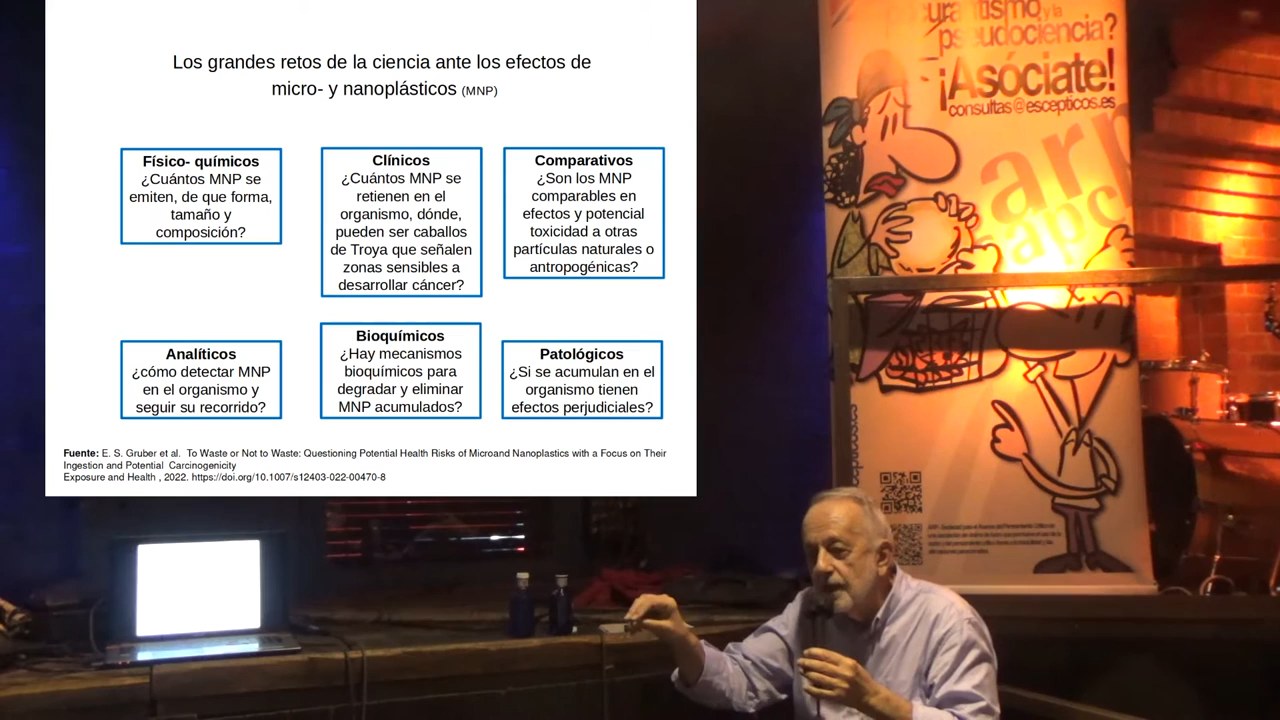 Los grandes retos de la ciencia ante los efectos de
micro- y nanoplásticos (MNP)
Físico- químicos
¿Cuántos MNP se
emiten, de que forma,
tamaño y
composición?
Clínicos
¿Cuántos MNP se
retienen en el
organismo, dónde,
pueden ser caballos
de Troya que señalen
zonas sensibles a
desarrollar cáncer?
Comparativos
¿Son los MNP
comparables en
efectos y potencial
toxicidad a otras
partículas naturales o
antropogénicas?
Analíticos
¿cómo detectar MNP
en el organismo y
seguir su recorrido?
Bioquímicos
¿Hay mecanismos
bioquímicos para
degradar y eliminar
MNP acumulados?
Patológicos
¿Si se acumulan en el
organismo tienen
efectos perjudiciales?
Fuente: E. S. Gruber et al. To Waste or Not to Waste: Questioning Potential Health Risks of Microand Nanoplastics with a Focus on Their
Ingestion and Potential Carcinogenicity
Exposure and Health , 2022. https://doi.org/10.1007/s12403-022-00470-8
y la
pseudociencia?
¡Asóciate!
consultas@escepticos.es
arp
sapc